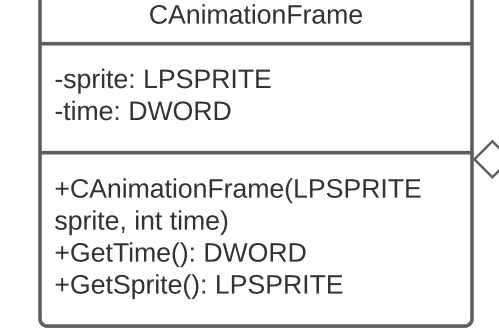 CAnimationFrame
-sprite: LPSPRITE
-time: DWORD
+CAnimationFrame(LPSPRITE
sprite, int time)
+GetTime(): DWORD
+GetSprite(): LPSPRITE